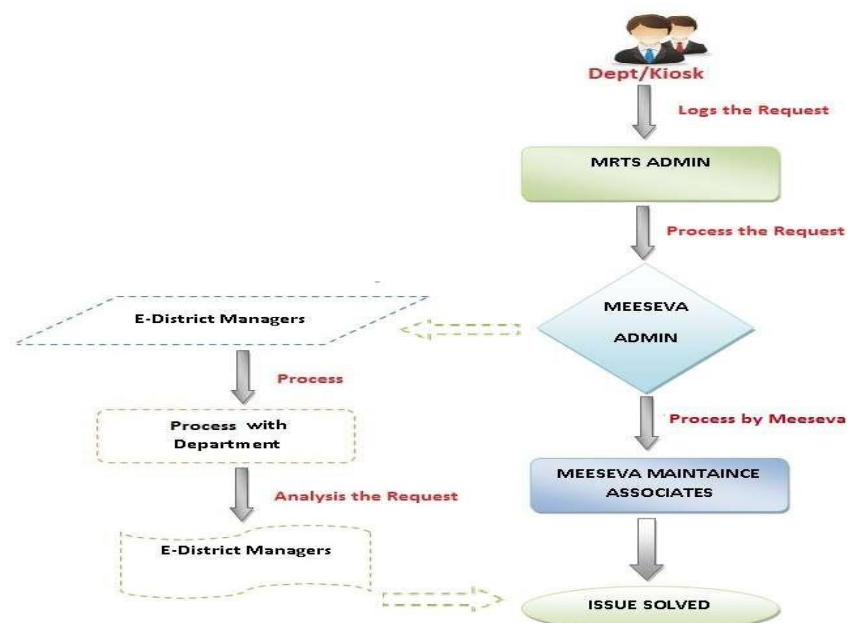 Dept/Kiosk
Logs the Request
MRTS ADMIN
Process the Request
MEESEVA
ADMIN
E-District Managers
Process
Process with
Department
Analysis the Request
E-District Managers
Process by Meeseva
MEESEVA MAINTAINCE
ASSOCIATES
ISSUE SOLVED